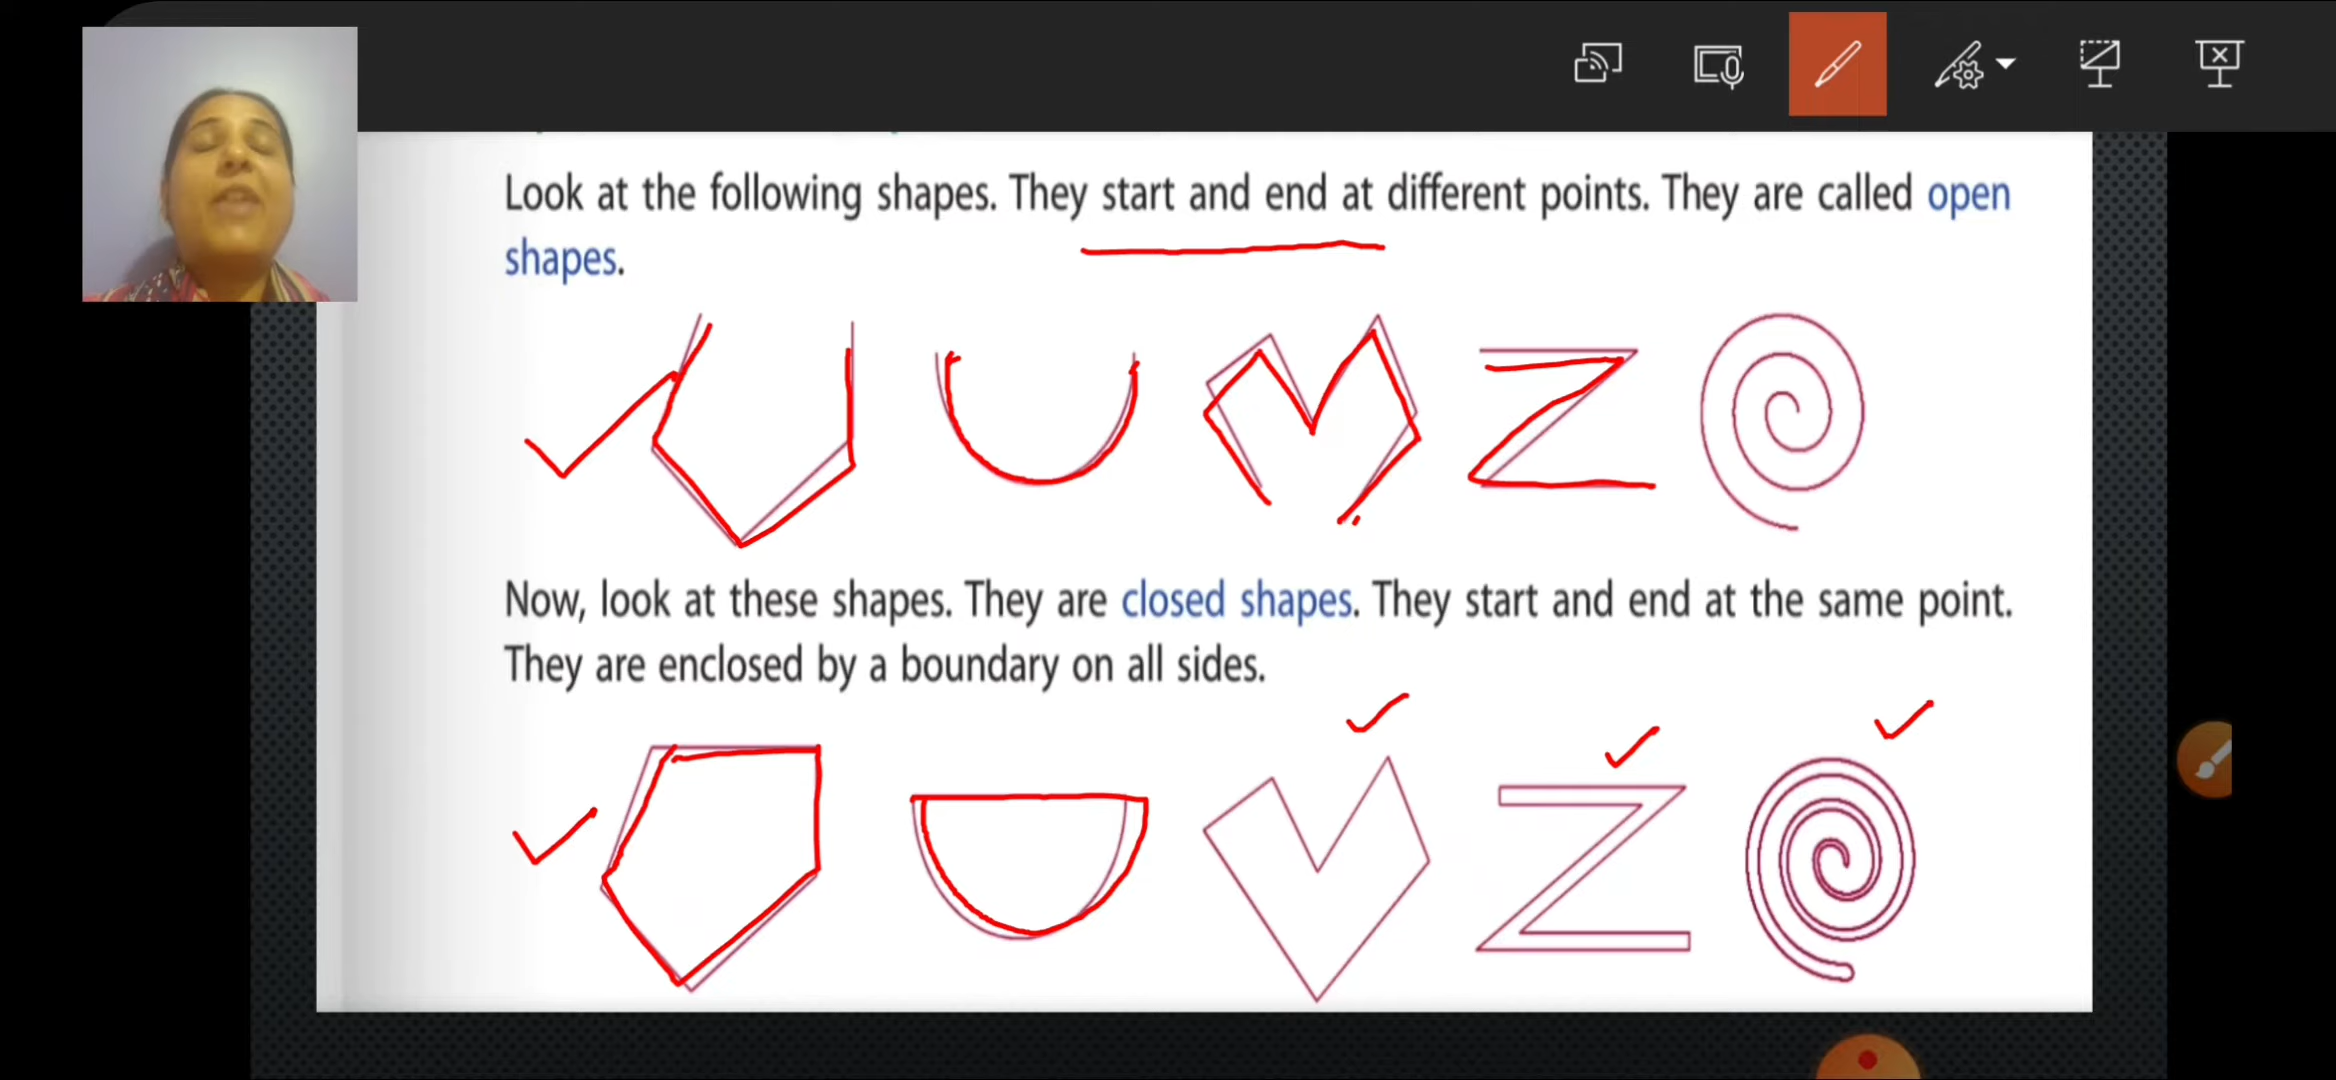 Look at the following shapes. They start and end at different points. They are called open
shapes.
Now, look at these shapes. They are closed shapes. They start and end at the same point.
They are enclosed by a boundary on all sides.